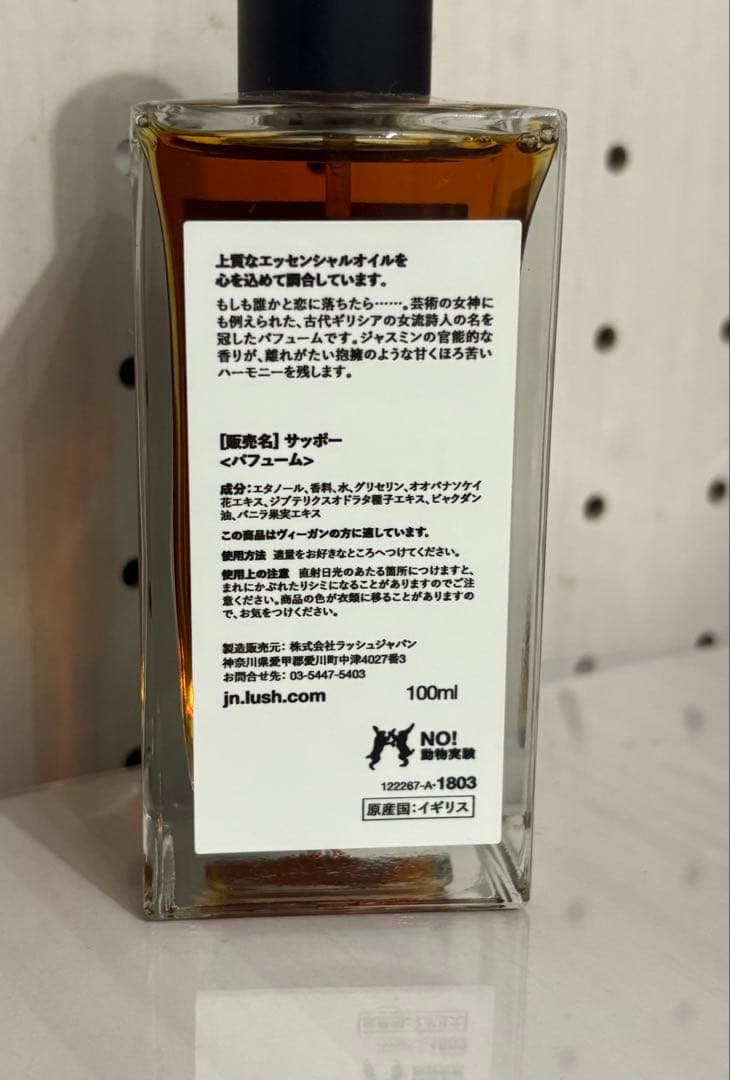 上質なエッセンシャルオイルを
心を込めて調合しています。
もしも誰かと恋に落ちたら……。芸術の女神に
も例えられた、古代ギリシアの女流詩人の名を
冠したパフュームです。ジャスミンの官能的な
香りが、離れがたい抱擁のような甘くほろ苦い
ハーモニーを残します。
[販売名] サッポー
<パフューム>
成分：エタノール、香料、水、グリセリン、オオバナソケイ
花エキス、ジプテリクスオドラタ種子エキス、ビャクダン
油、バニラ果実エキス
この商品はヴィーガンの方に適しています。
使用方法 適量をお好きなところへつけてください。
使用上の注意 直射日光のあたる箇所につけますと、
まれにかぶれたりシミになることがありますのでご注
意ください。商品の色が衣類に移ることがありますの
で、お気をつけください。
製造販売元：株式会社ラッシュジャパン
神奈川県愛甲郡愛川町中津4027番3
お問合せ先：03-5447-5403
jn.lush.com 100ml
NO!
動物実験
122267-A-1803
原産国：イギリス